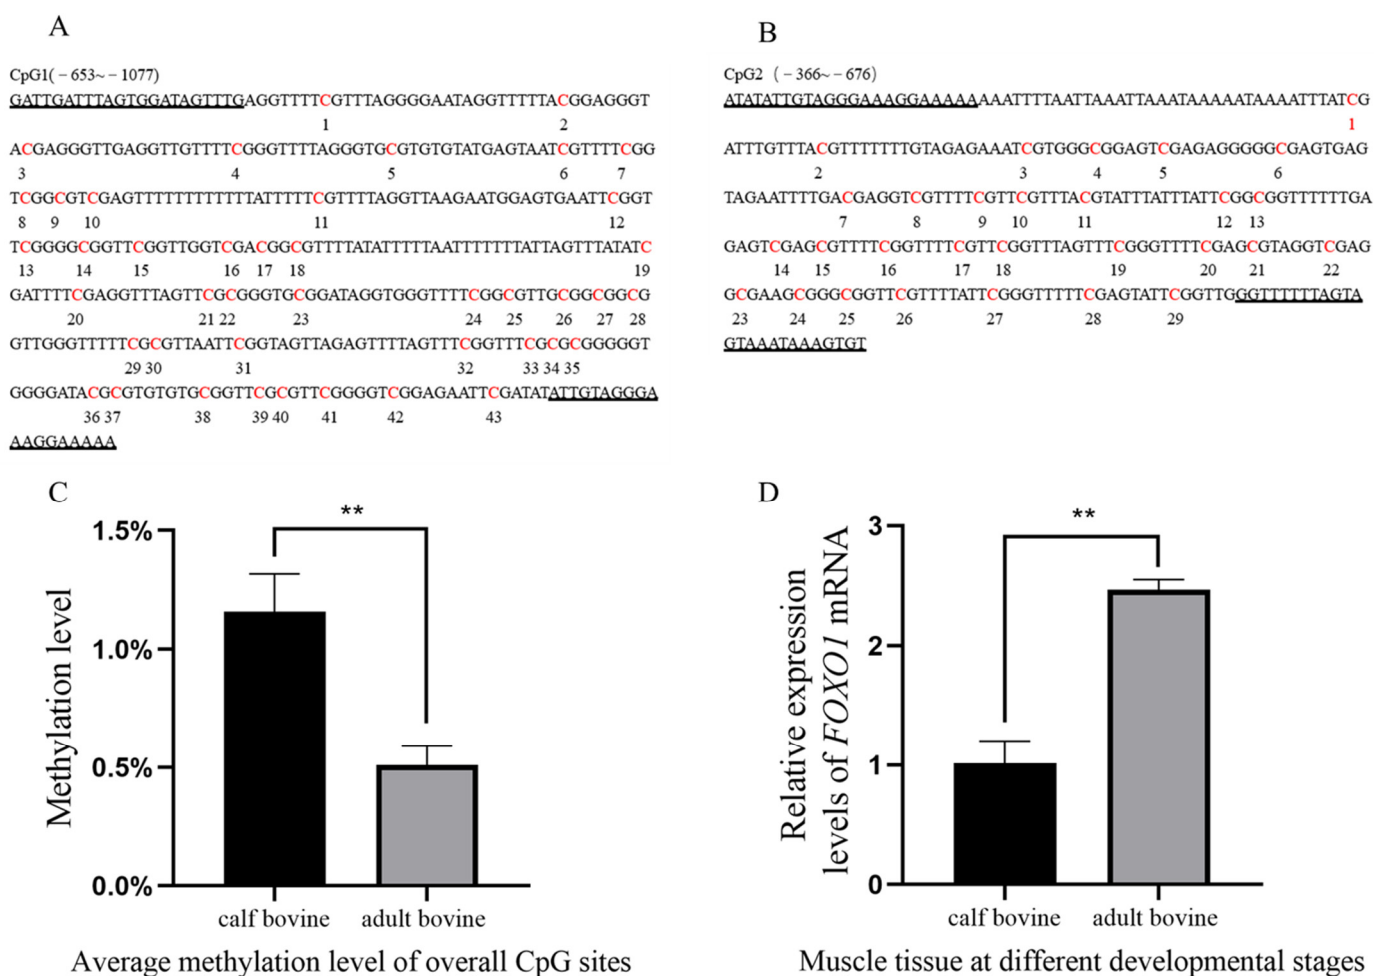 A
CpG1(－653~－1077)
GATTGATTTAGTGGATAGTTTGAGGTTTTCGTTTAGGGGAATAGGTTTTTACGGAGGGT
1 2
ACGAGGGTTGAGGTTGTTTTCGGGTTTTAGGGTGCGTGTGTATGAGTAATCGTTTTCGG
3 4 5 6 7
TCGGCGTCGAGTTTTTTTTTTTTATTTTTCGTTTTAGGTTAAGAATGGAGTGAATTCGGT
8 9 10 11 12
TCGGGGCGGTTCGGTTGGTCGACGGCGTTTTATATTTTTAATTTTTTTATTAGTTTATATC
13 14 15 16 17 18 19
GATTTTCGAGGTTTAGTTCGCGGGTGCGGATAGGTGGGTTTTCGGCGTTGCGGCGGCG
20 21 22 23 24 25 26 27 28
GTTGGGTTTTTCGCGTTAATTCGGTAGTTAGAGTTTTAGTTTCGGTTTCGCGCGGGGGT
29 30 31 32 33 34 35
GGGGATACGCGTGTGTGCGGTTCGCGTTCGGGGTCGGAGAATTCGATATATTGTAGGGA
36 37 38 39 40 41 42 43
AAGGAAAAA
B
CpG2 (－366~－676)
ATATATTGTAGGGAAAGGAAAAAAAATTTTAATTAAATTAAATAAAAATAAAATTTATCG
1
ATTTGTTTACGTTTTTTTGTAGAGAAATCGTGGGCGGAGTCGAGAGGGGGCGAGTGAG
2 3 4 5 6
TAGAATTTTGACGAGGTCGTTTTCGTTCGTTTACGTATTTATTTATTCGGCGGTTTTTTGA
7 8 9 10 11 12 13
GAGTCGAGCGTTTTCGGTTTTCGTTCGGTTTAGTTTCGGGTTTTCGAGCGTAGGTCGAG
14 15 16 17 18 19 20 21 22
GCGAAGCGGGCGGTTCGTTTTATTCGGGTTTTTCGAGTATTCGGTTGGGTTTTTTAGTA
23 24 25 26 27 28 29
GTAAATAAAGTGT
C
Methylation level
1.5%
1.0%
0.5%
0.0%
**
calf bovine adult bovine
Average methylation level of overall CpG sites
D
Relative expression
levels of FOXO1 mRNA
3
2
1
0
**
calf bovine adult bovine
Muscle tissue at different developmental stages